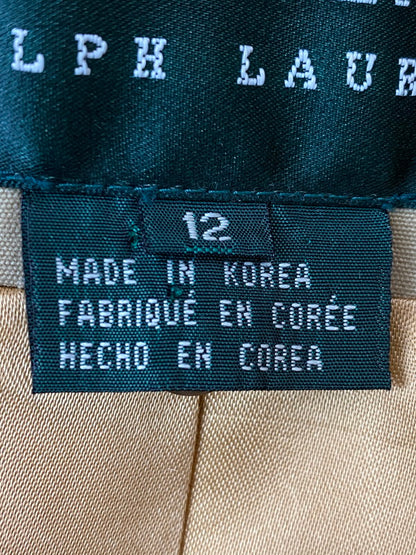 LPH LAUR
12
MADE IN KOREA
FABRIQUÉ EN CORÉE
HECHO EN COREA